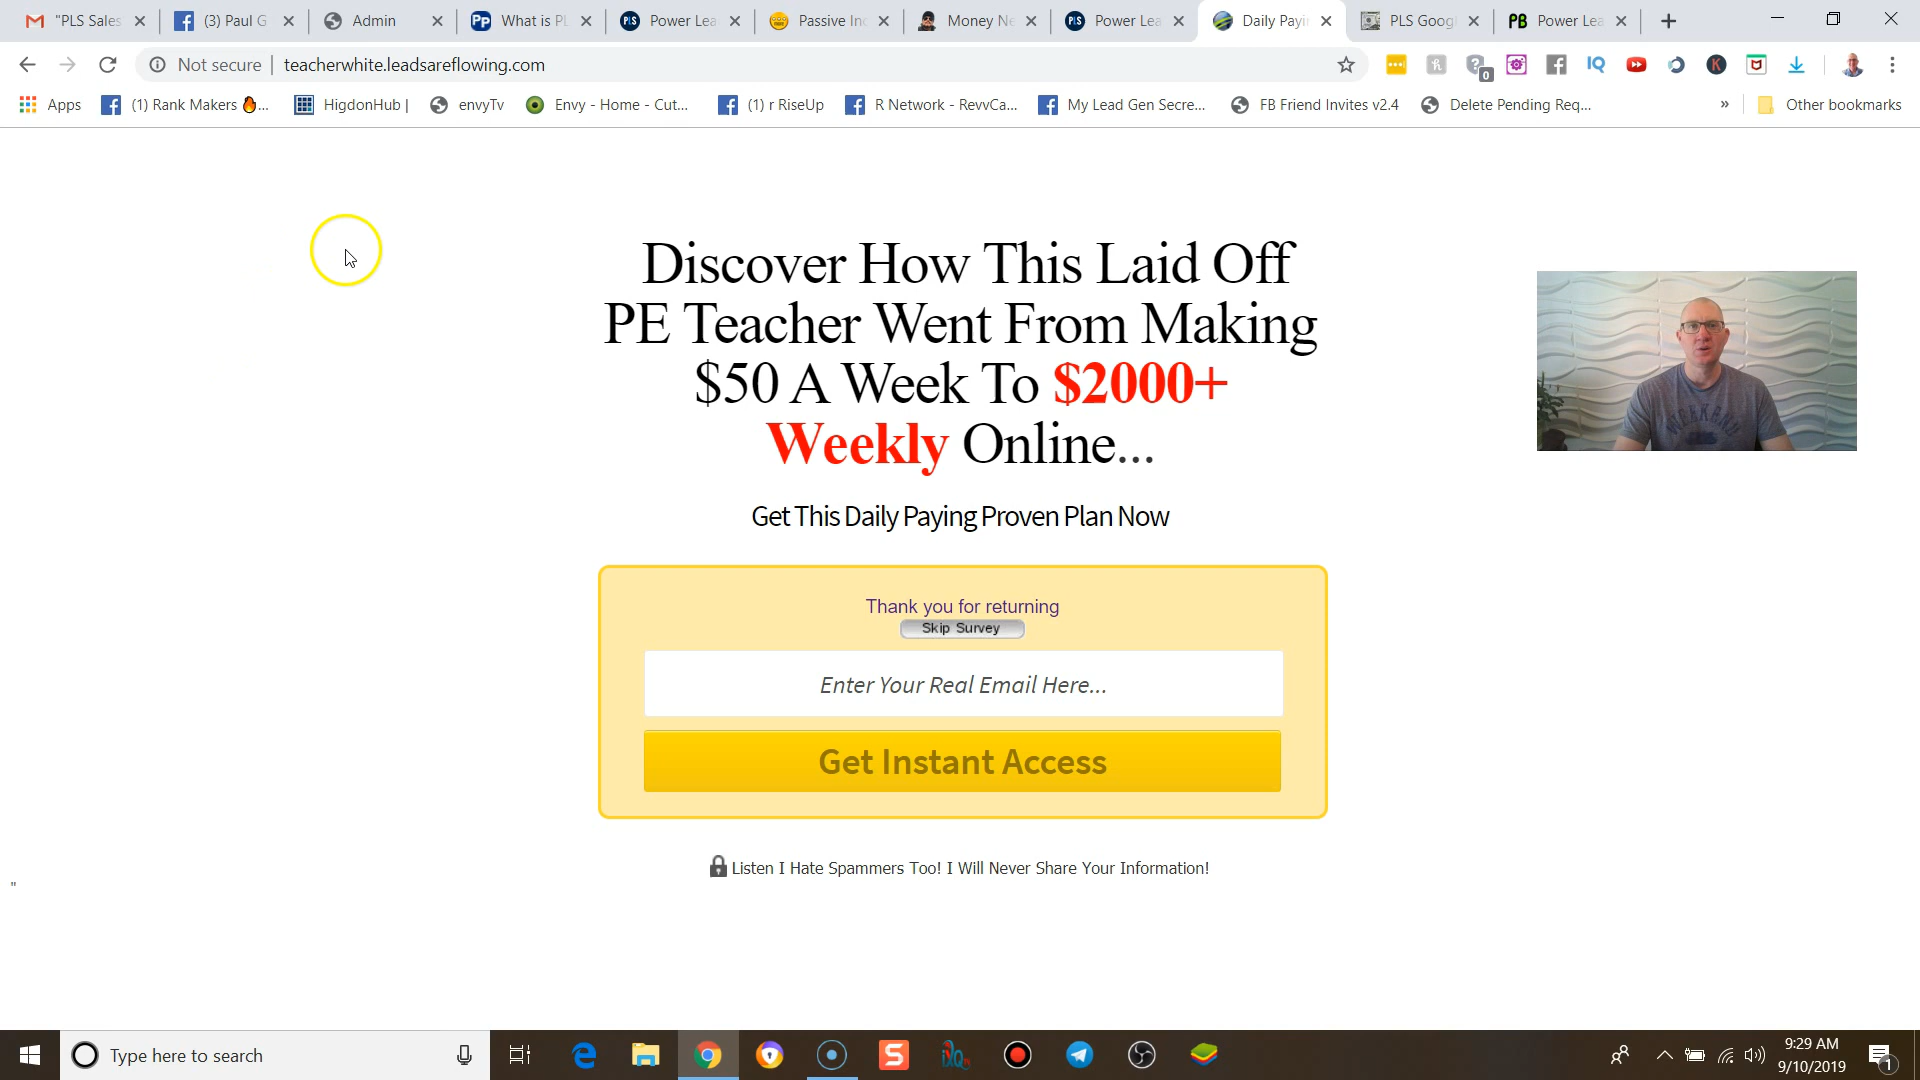 "PLS Sales
(3) Paul G
Admin
What is PL
Power Lea
Passive Inc
Money Ne
Power Lea
Daily Payi
PLS Googl
Power Lea
Not secure
teacherwhite.leadsareflowing.com
Apps
(1) Rank Makers 🔥...
HigdonHub |
envyTv
Envy - Home - Cut...
(1) r RiseUp
R Network - RevvCa...
My Lead Gen Secre...
FB Friend Invites v2.4
Delete Pending Req...
»
Other bookmarks
Discover How This Laid Off
PE Teacher Went From Making
$50 A Week To $2000+
Weekly Online...
Get This Daily Paying Proven Plan Now
Thank you for returning
Skip Survey
Enter Your Real Email Here...
Get Instant Access
Listen I Hate Spammers Too! I Will Never Share Your Information!
"
Type here to search
9:29 AM
9/10/2019
1